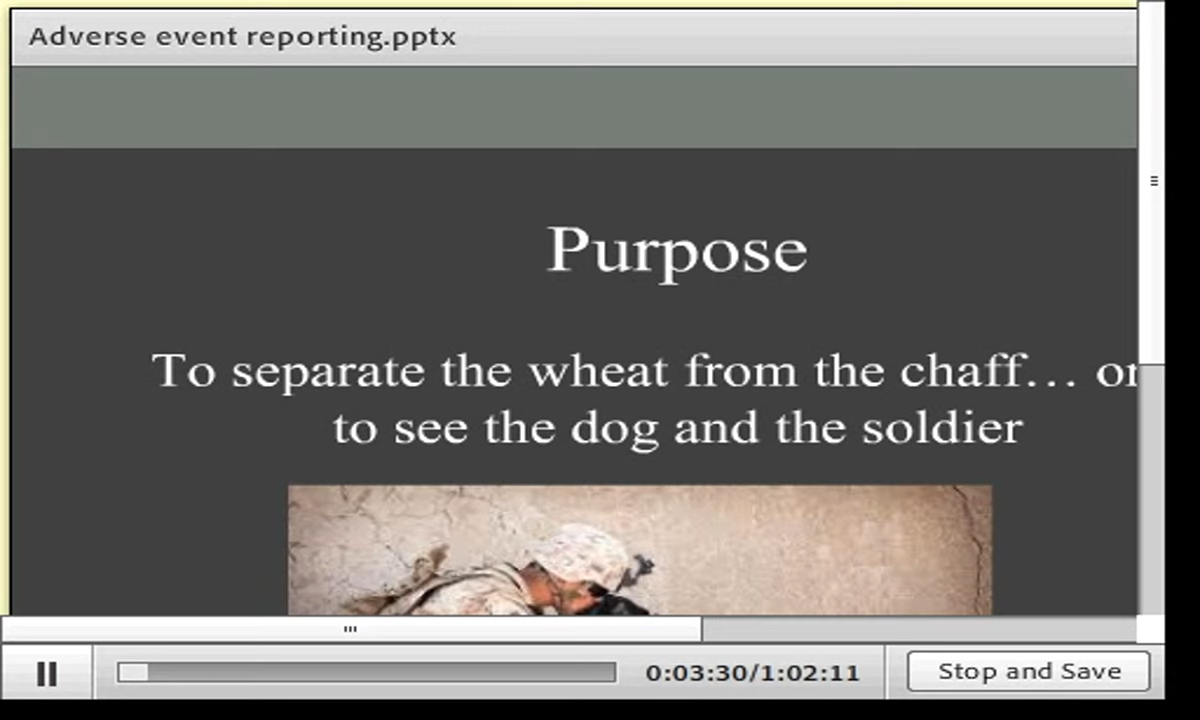 Adverse event reporting.pptx
Purpose
To separate the wheat from the chaff… or
to see the dog and the soldier
0:03:30/1:02:11
Stop and Save